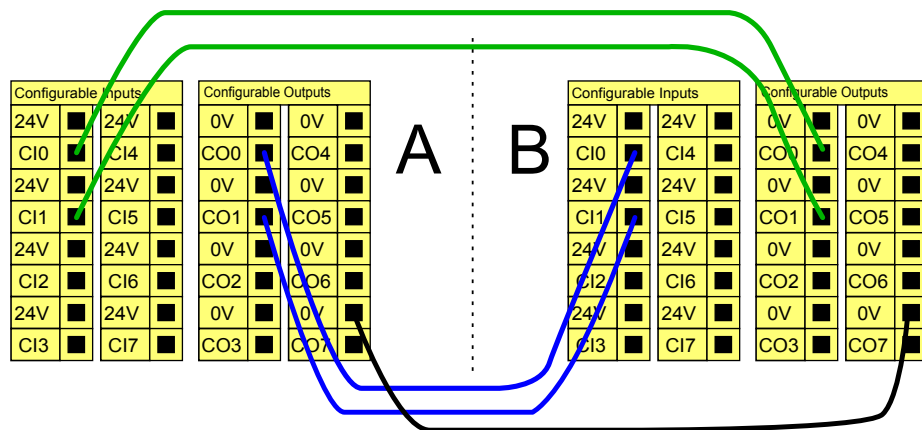 Configurable Inputs
24V 24V
CI0 CI4
24V 24V
CI1 CI5
24V 24V
CI2 CI6
24V 24V
CI3 CI7
Configurable Outputs
0V 0V
CO0 CO4
0V 0V
CO1 CO5
0V 0V
CO2 CO6
0V 0V
CO3 CO7
A
B
Configurable Inputs
24V 24V
CI0 CI4
24V 24V
CI1 CI5
24V 24V
CI2 CI6
24V 24V
CI3 CI7
Configurable Outputs
0V 0V
CO0 CO4
0V 0V
CO1 CO5
0V 0V
CO2 CO6
0V 0V
CO3 CO7